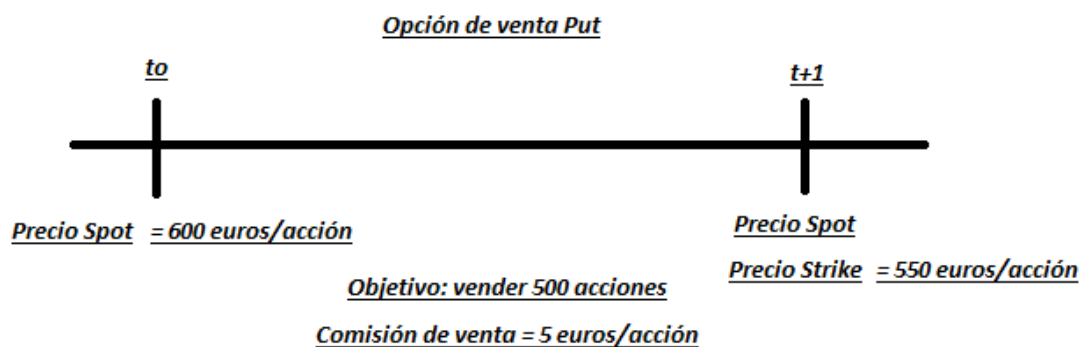 Opción de venta Put
to
t+1
Precio Spot = 600 euros/acción
Precio Spot
Precio Strike = 550 euros/acción
Objetivo: vender 500 acciones
Comisión de venta = 5 euros/acción